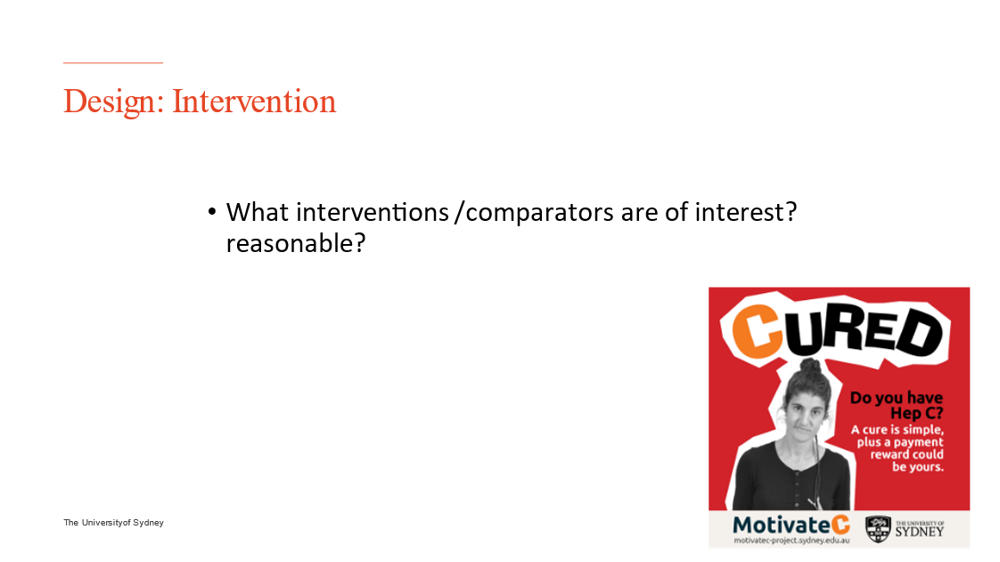 Design: Intervention
• What interventions /comparators are of interest?
reasonable?
CURED
Do you have
Hep C?
A cure is simple,
plus a payment
reward could
be yours.
MotivateC
motivatec-project.sydney.edu.au
THE UNIVERSITY OF
SYDNEY
The Universityof Sydney